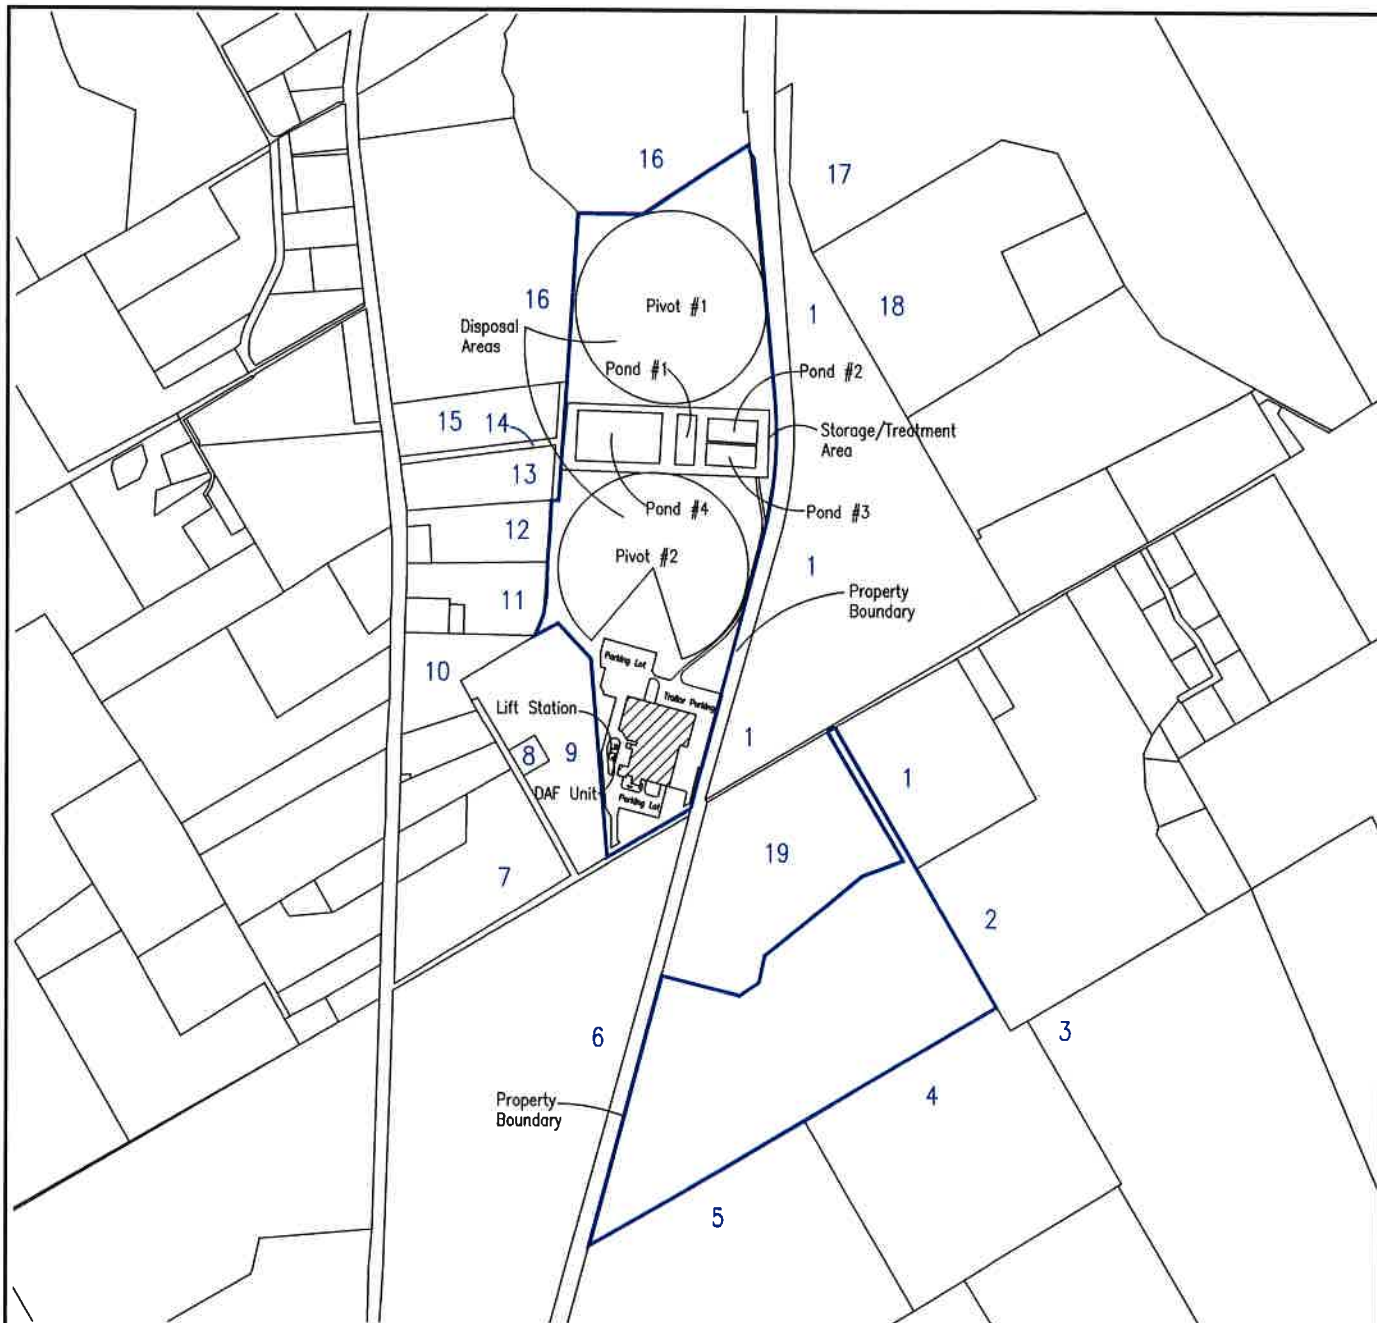 16
17
16
Pivot #1
1
18
Disposal
Areas
Pond #1
Pond #2
15
14
Storage/Treatment
Area
13
Pond #4
Pond #3
12
Pivot #2
1
11
Property
Boundary
Parking Lot
10
Trailer Parking
Lift Station
1
8
9
1
DAF Unit
Parking Lot
19
7
2
6
3
4
Property
Boundary
5